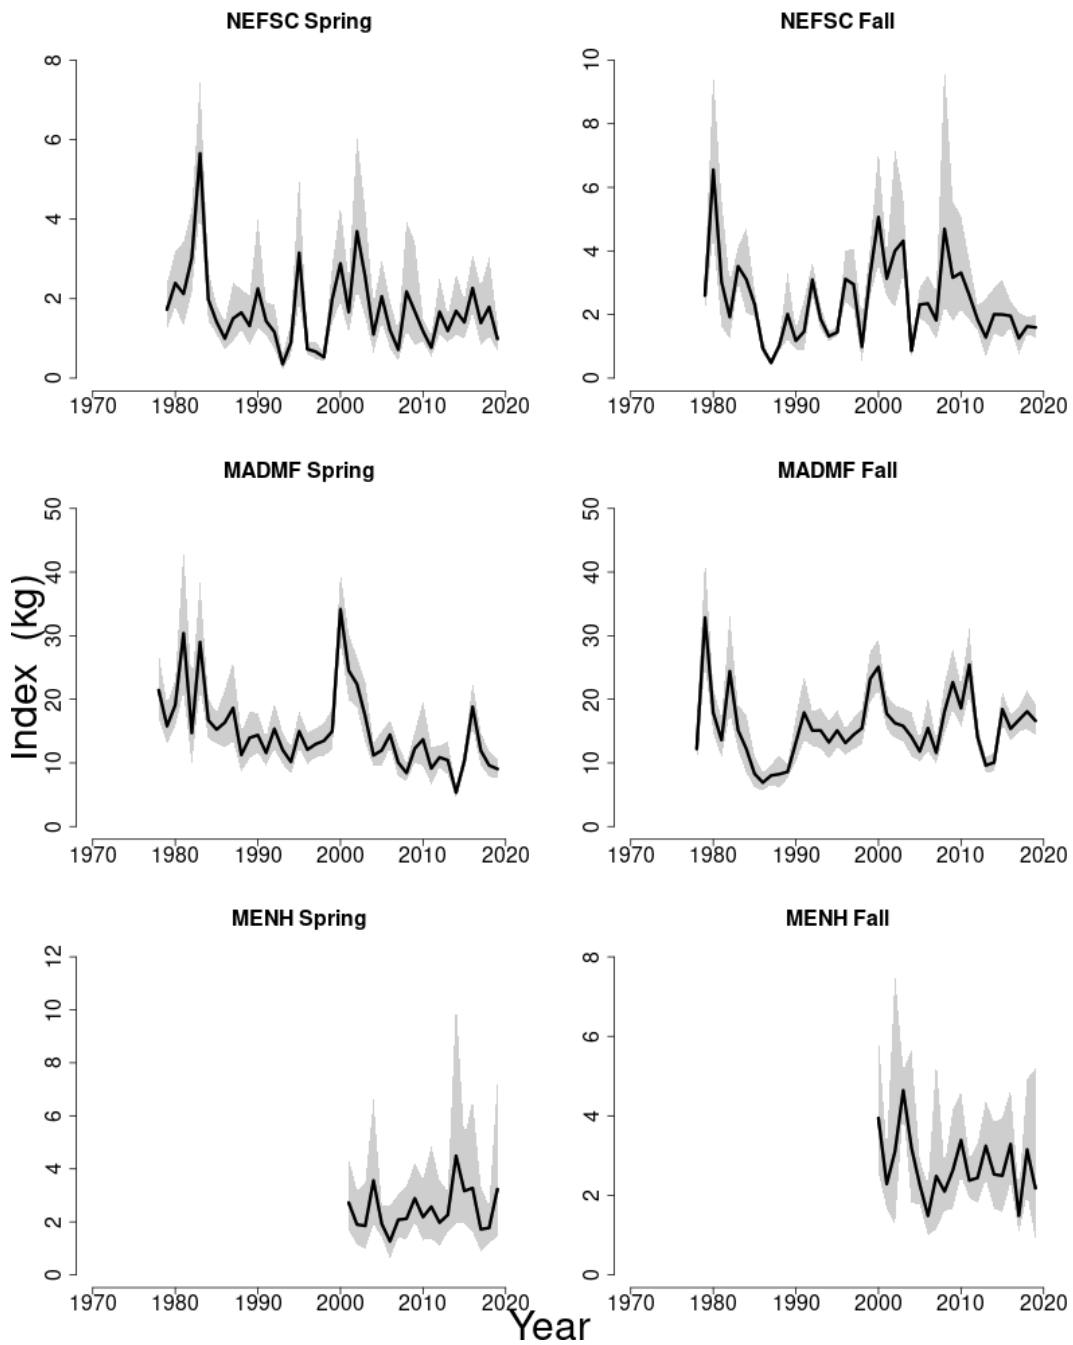 NEFSC Spring
0 2 4 6 8
1970 1980 1990 2000 2010 2020
NEFSC Fall
0 2 4 6 8 10
1970 1980 1990 2000 2010 2020
MADMF Spring
0 10 20 30 40 50
1970 1980 1990 2000 2010 2020
MADMF Fall
0 10 20 30 40 50
1970 1980 1990 2000 2010 2020
Index (kg)
MENH Spring
0 2 4 6 8 10 12
1970 1980 1990 2000 2010 2020
MENH Fall
0 2 4 6 8
1970 1980 1990 2000 2010 2020
Year